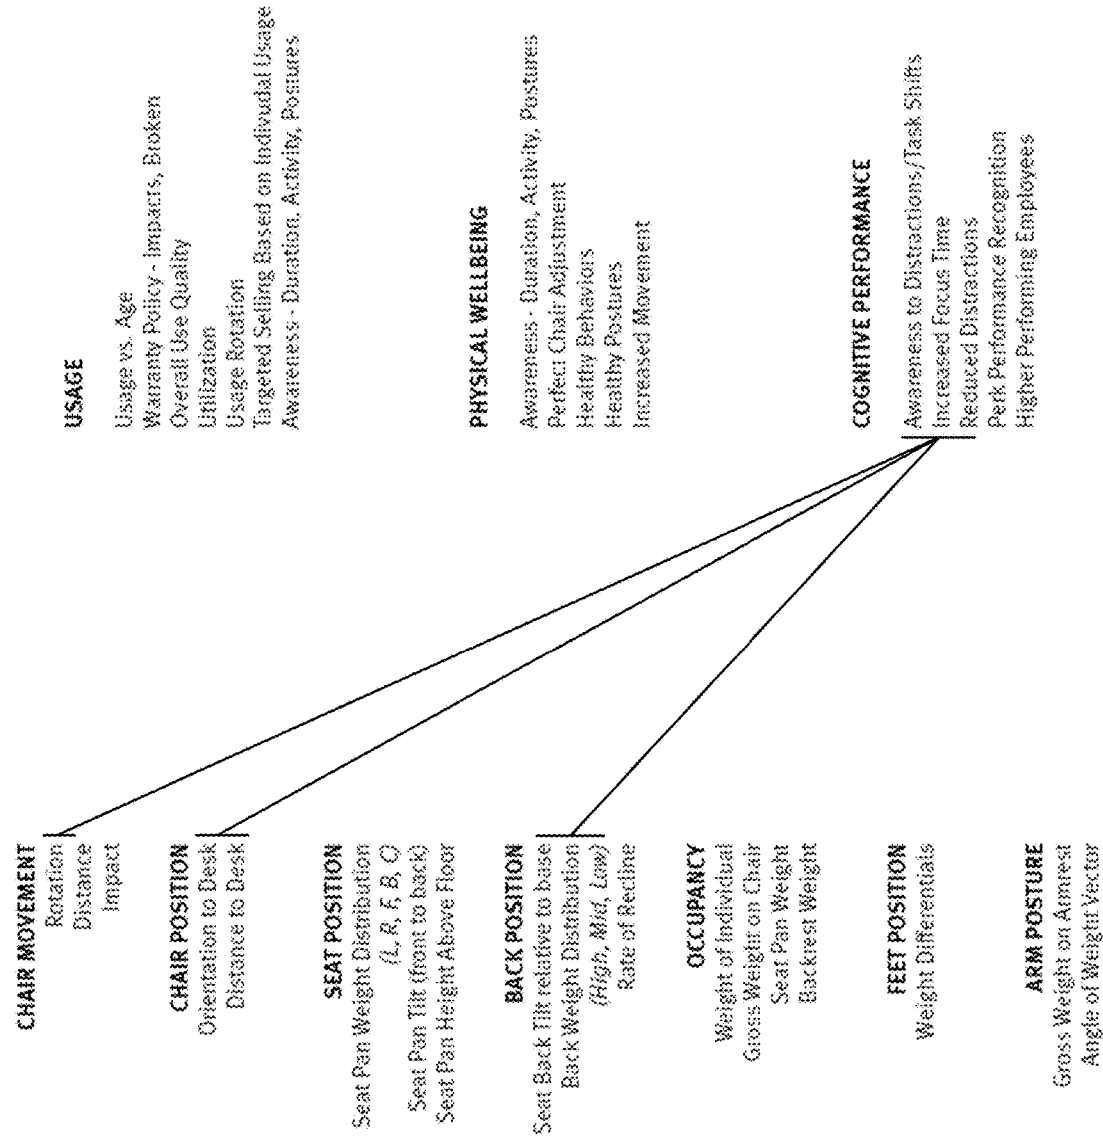 CHAIR MOVEMENT
Rotation
Distance
Impact
CHAIR POSITION
Orientation to Desk
Distance to Desk
SEAT POSITION
Seat Pan Weight Distribution
(L, R, F, B, C)
Seat Pan Tilt (front to back)
Seat Pan Height Above Floor
BACK POSITION
Seat Back Tilt relative to base
Back Weight Distribution
(High, Mid, Low)
Rate of Recline
OCCUPANCY
Weight of Individual
Gross Weight on Chair
Seat Pan Weight
Backrest Weight
FEET POSITION
Weight Differentials
ARM POSTURE
Gross Weight on Armrest
Angle of Weight Vector
USAGE
Usage vs. Age
Warranty Policy - Impacts, Broken
Overall Use Quality
Utilization
Usage Rotation
Targeted Selling Based on Indivudal Usage
Awareness - Duration, Activity, Postures
PHYSICAL WELLBEING
Awareness - Duration, Activity, Postures
Perfect Chair Adjustment
Healthy Behaviors
Healthy Postures
Increased Movement
COGNITIVE PERFORMANCE
Awareness to Distractions/Task Shifts
Increased Focus Time
Reduced Distractions
Perk Performance Recognition
Higher Performing Employees